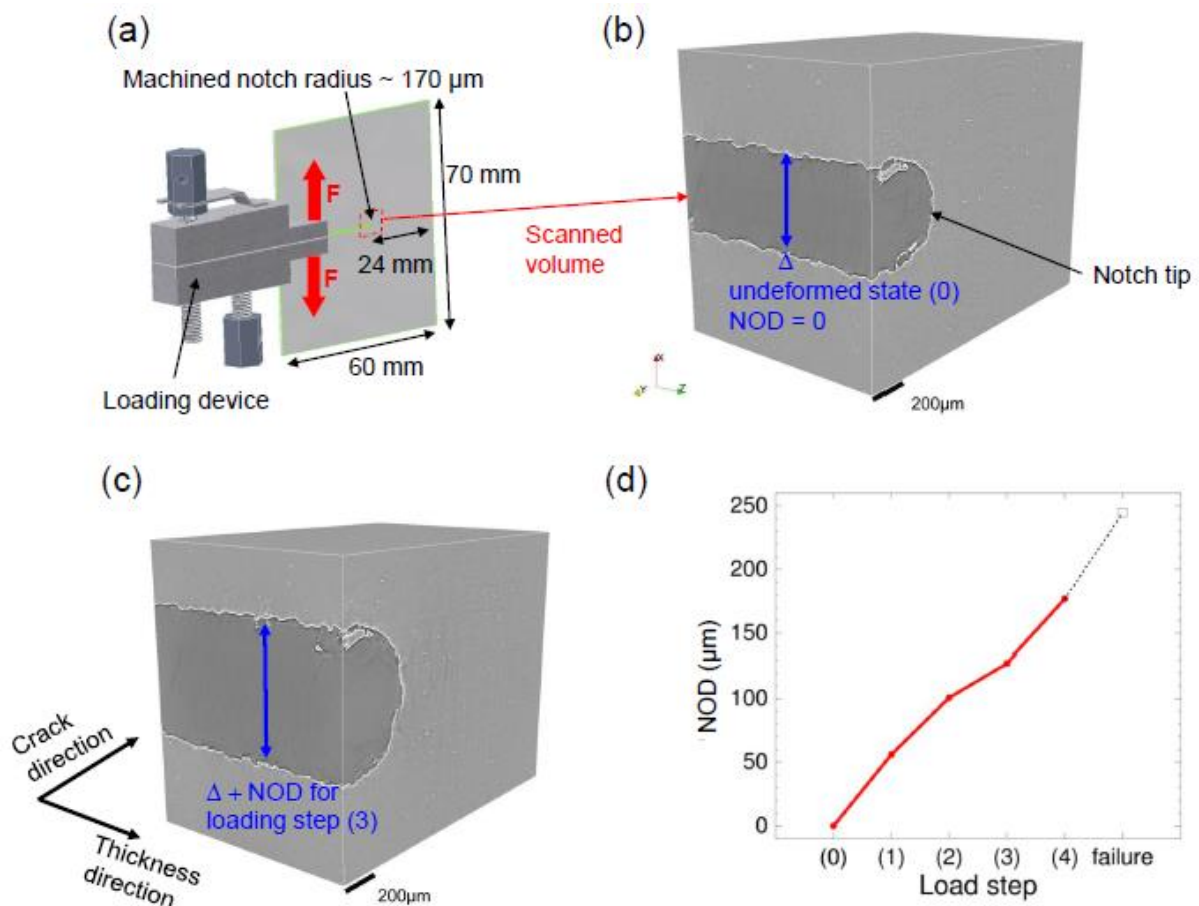 (a)
Machined notch radius ~ 170 µm
F
F
70 mm
24 mm
60 mm
Loading device
Scanned
volume
(b)
Δ
undeformed state (0)
NOD = 0
Notch tip
X
Y
Z
200µm
(c)
Δ + NOD for
loading step (3)
Crack
direction
Thickness
direction
200µm
(d)
NOD (µm)
250
200
150
100
50
0
(0) (1) (2) (3) (4) failure
Load step